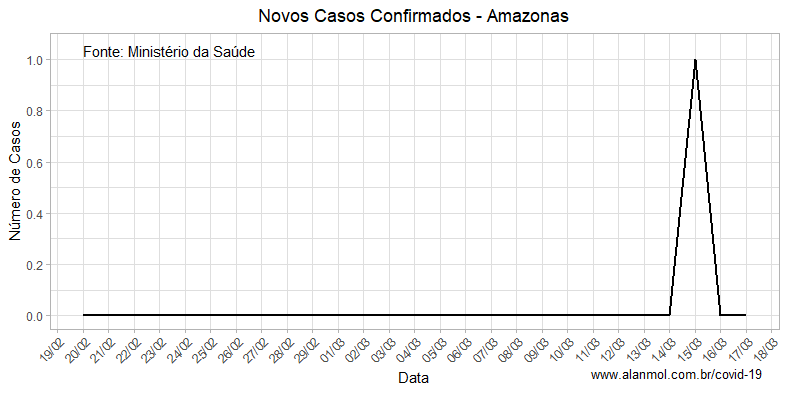 Novos Casos Confirmados - Amazonas
Fonte: Ministério da Saúde
Número de Casos
1.0
0.8
0.6
0.4
0.2
0.0
19/02 20/02 21/02 22/02 23/02 24/02 25/02 26/02 27/02 28/02 29/02 01/03 02/03 03/03 04/03 05/03 06/03 07/03 08/03 09/03 10/03 11/03 12/03 13/03 14/03 15/03 16/03 17/03 18/03
Data
www.alanmol.com.br/covid-19